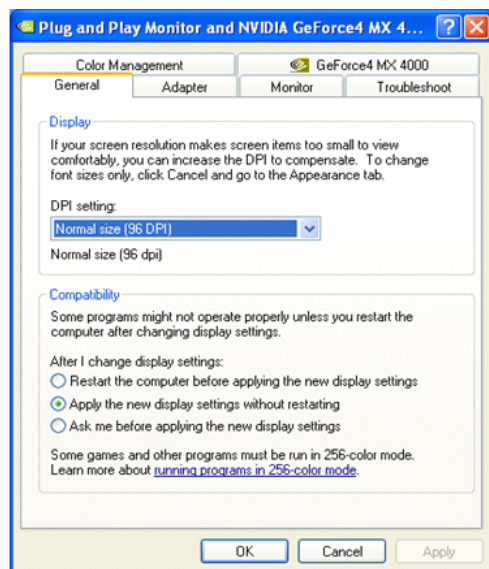 Plug and Play Monitor and NVIDIA GeForce4 MX 4...
Color Management
GeForce4 MX 4000
General
Adapter
Monitor
Troubleshoot
Display
If your screen resolution makes screen items too small to view
comfortably, you can increase the DPI to compensate. To change
font sizes only, click Cancel and go to the Appearance tab.
DPI setting:
Normal size (96 DPI)
Normal size (96 dpi)
Compatibility
Some programs might not operate properly unless you restart the
computer after changing display settings.
After I change display settings:
Restart the computer before applying the new display settings
Apply the new display settings without restarting
Ask me before applying the new display settings
Some games and other programs must be run in 256-color mode.
Learn more about running programs in 256-color mode.
OK
Cancel
Apply